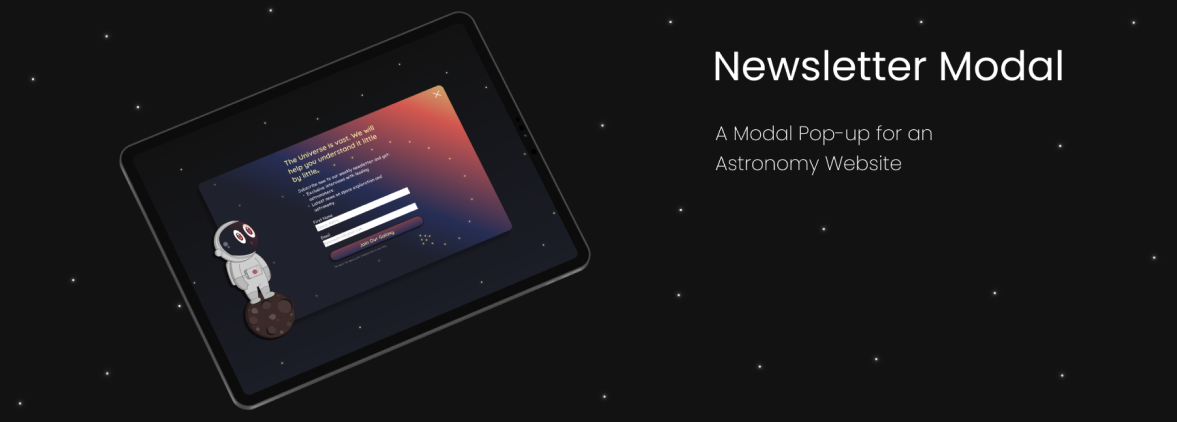 Newsletter Modal
A Modal Pop-up for an
Astronomy Website
The Universe is vast. We will
help you understand it little
by little.
Subscribe now to our weekly newsletter and get:
• Exclusive interviews with leading
astronomers
• Latest news on space exploration and
astronomy
First Name
Email
Join Our Galaxy